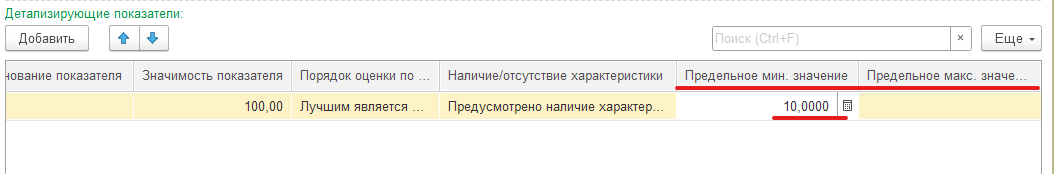 Детализирующие показатели:
Добавить Поиск (Ctrl+F) × Еще
нование показателя Значимость показателя Порядок оценки по ... Наличие/отсутствие характеристики Предельное мин. значение Предельное макс. значе...
100,00 Лучшим является ... Предусмотрено наличие характер... 10,0000